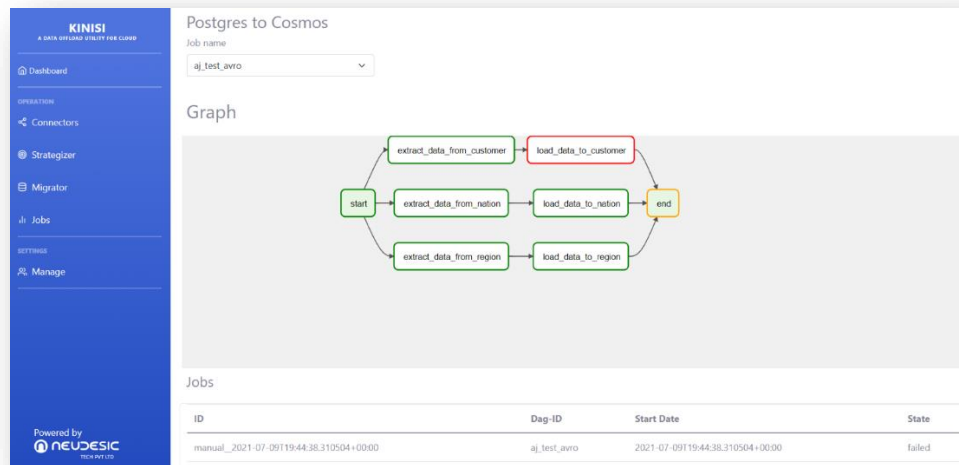 KINISI
A DATA UPLOAD UTILITY FOR CLOUD
Dashboard
OPERATION
Connectors
Strategizer
Migrator
Jobs
SETTINGS
Manage
Powered by
NEUDESIC
TECH PVT LTD
Postgres to Cosmos
Job name
aj_test_avro
Graph
extract_data_from_customer load_data_to_customer
start extract_data_from_nation load_data_to_nation end
extract_data_from_region load_data_to_region
Jobs
ID Dag-ID Start Date State
manual__2021-07-09T19:44:38.310504+00:00 aj_test_avro 2021-07-09T19:44:38.310504+00:00 failed